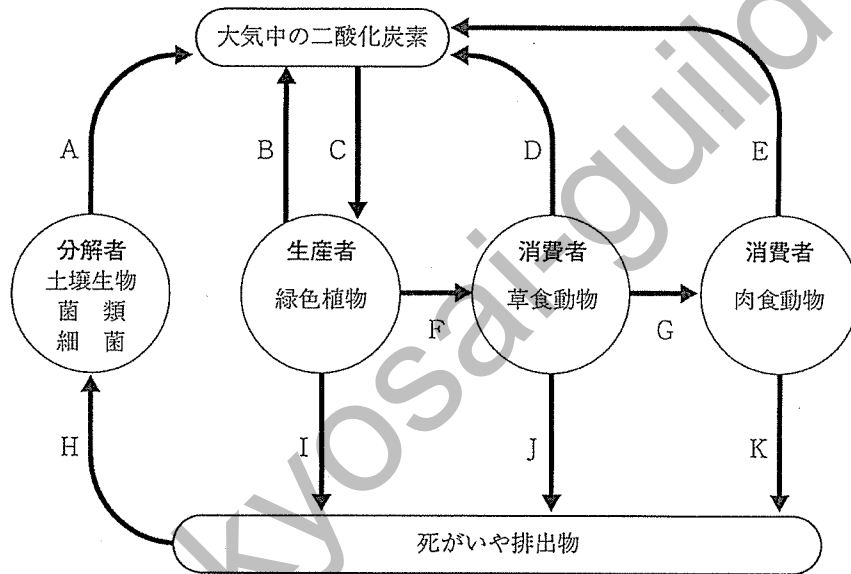 大気中の二酸化炭素
A
B
C
D
E
分解者
土壌生物
菌 類
細 菌
生産者
緑色植物
消費者
草食動物
消費者
肉食動物
F
G
H
I
J
K
死がいや排出物
kyosai-guild